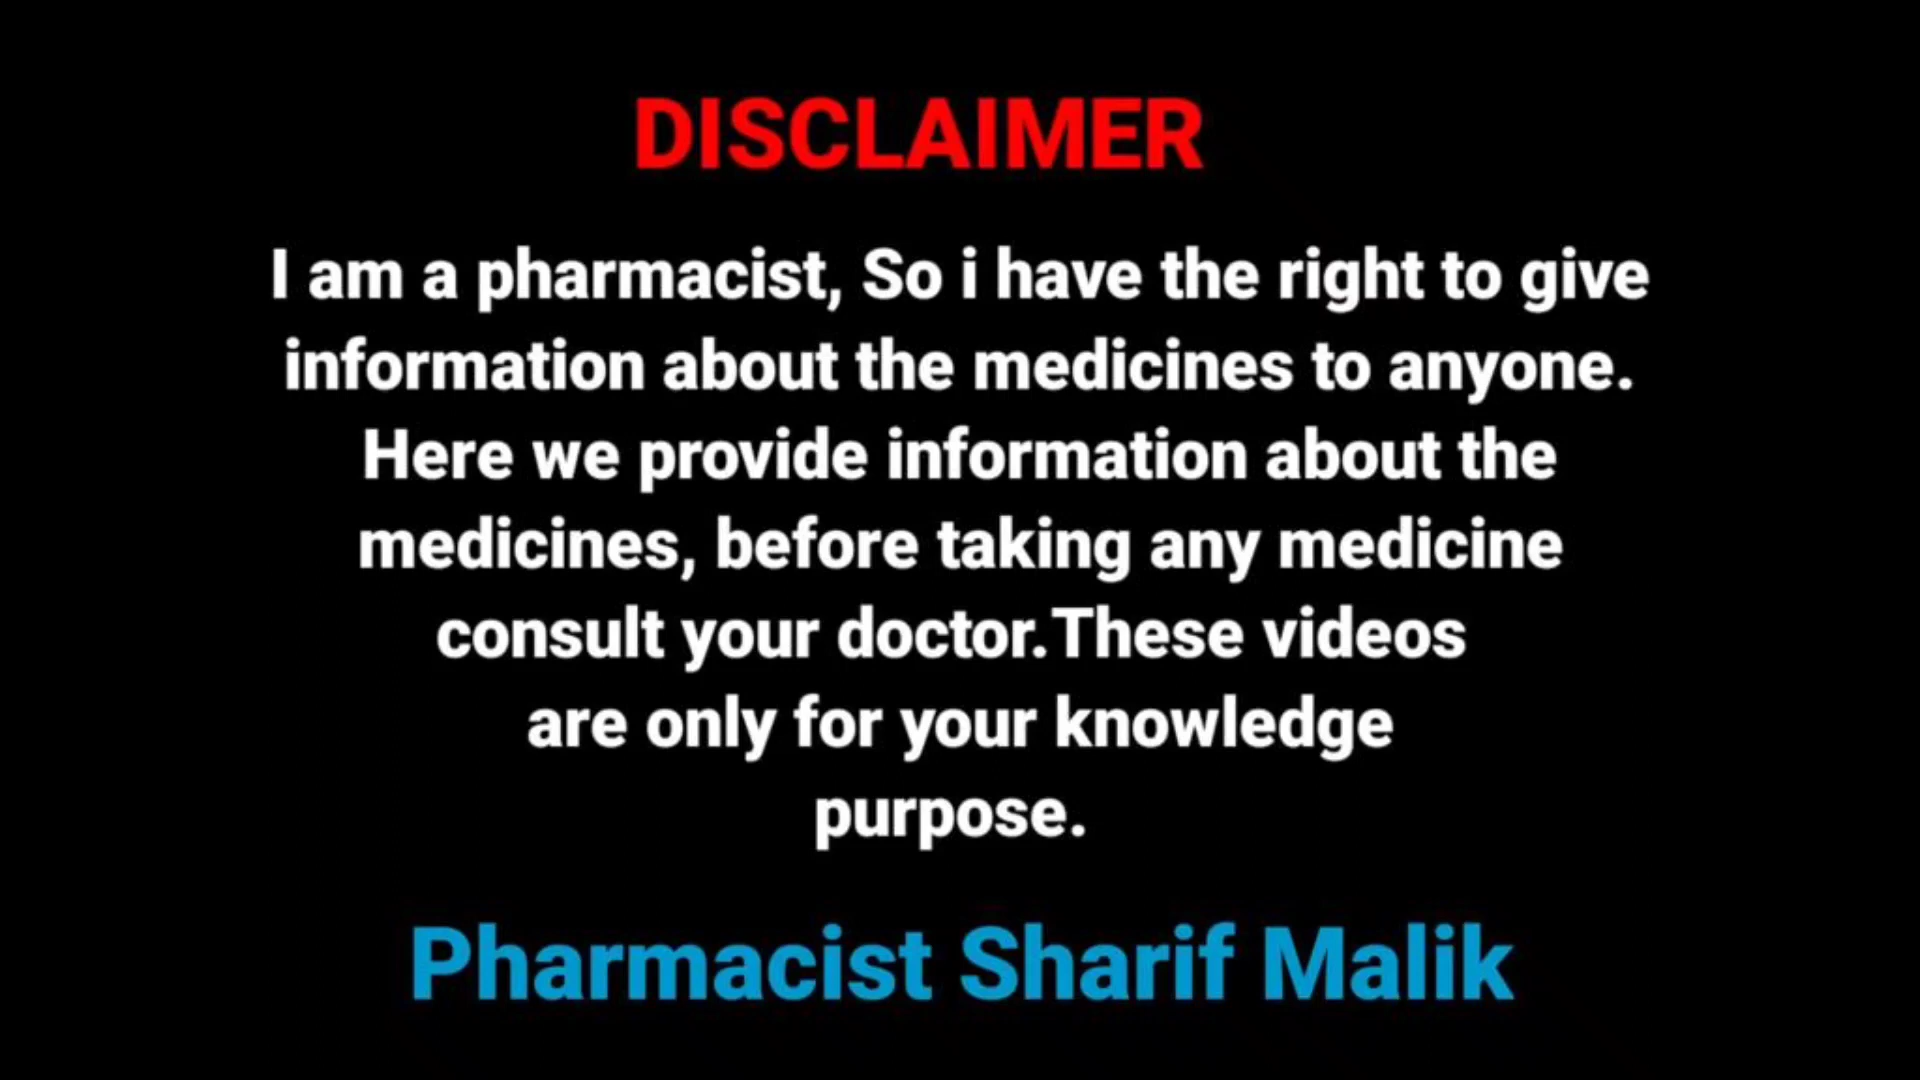 DISCLAIMER
I am a pharmacist, So i have the right to give
information about the medicines to anyone.
Here we provide information about the
medicines, before taking any medicine
consult your doctor.These videos
are only for your knowledge
purpose.
Pharmacist Sharif Malik